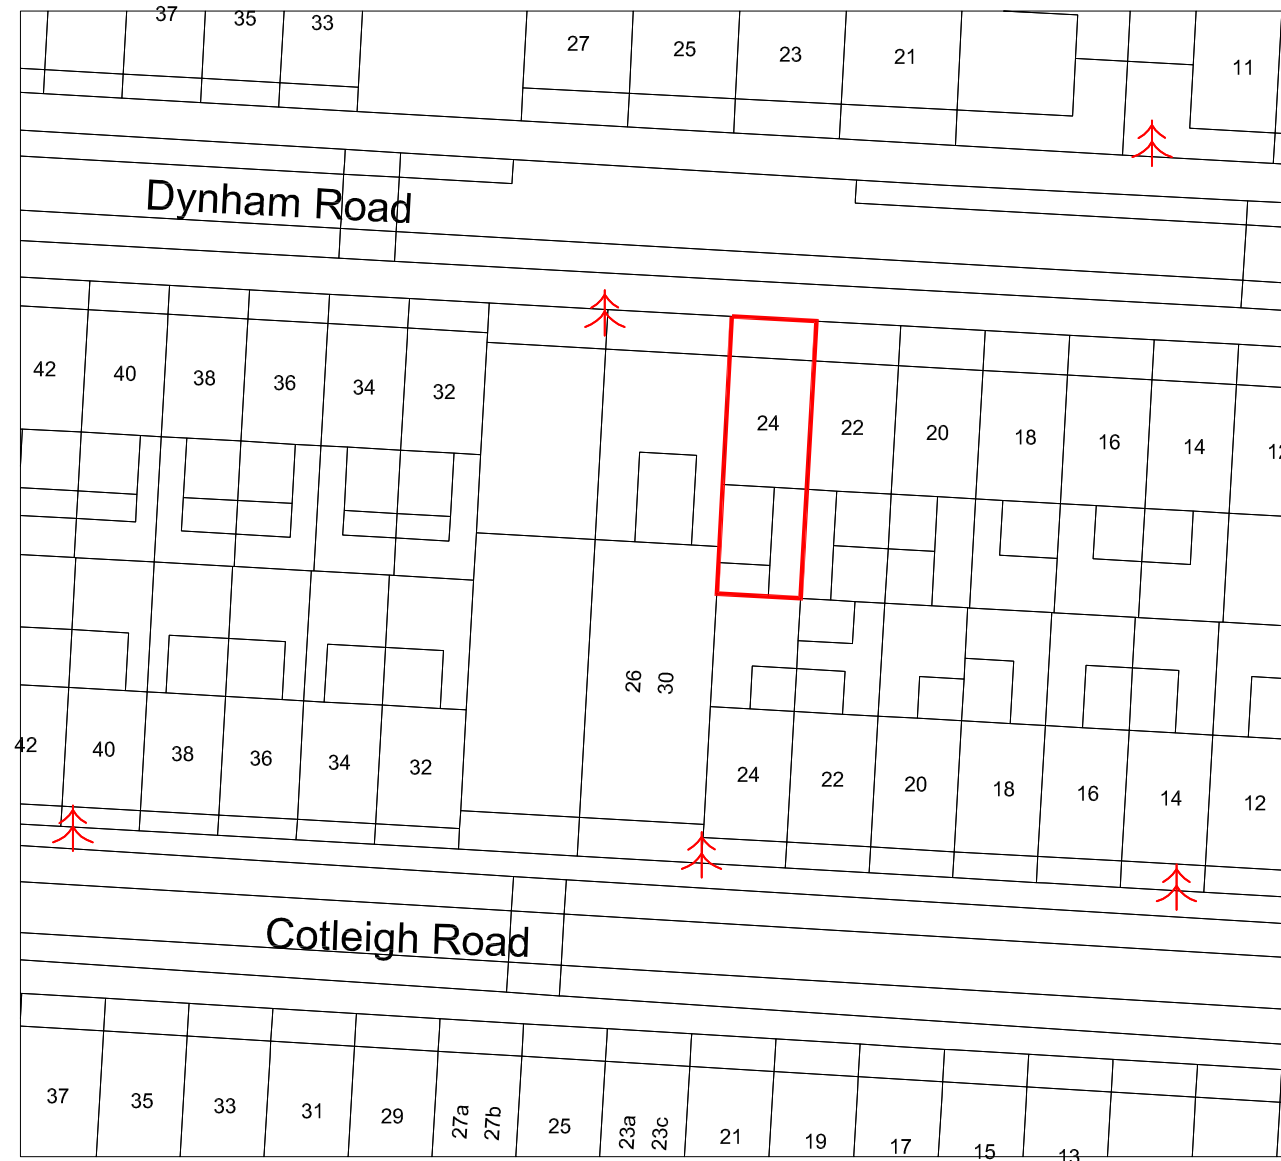 37 35 33 27 25 23 21 11
Dynham Road
42 40 38 36 34 32 24 22 20 18 16 14
26
30
42 40 38 36 34 32 24 22 20 18 16 14 12
Cotleigh Road
37 35 33 31 29 27a 27b 25 23a 23c 21 19 17 15 13